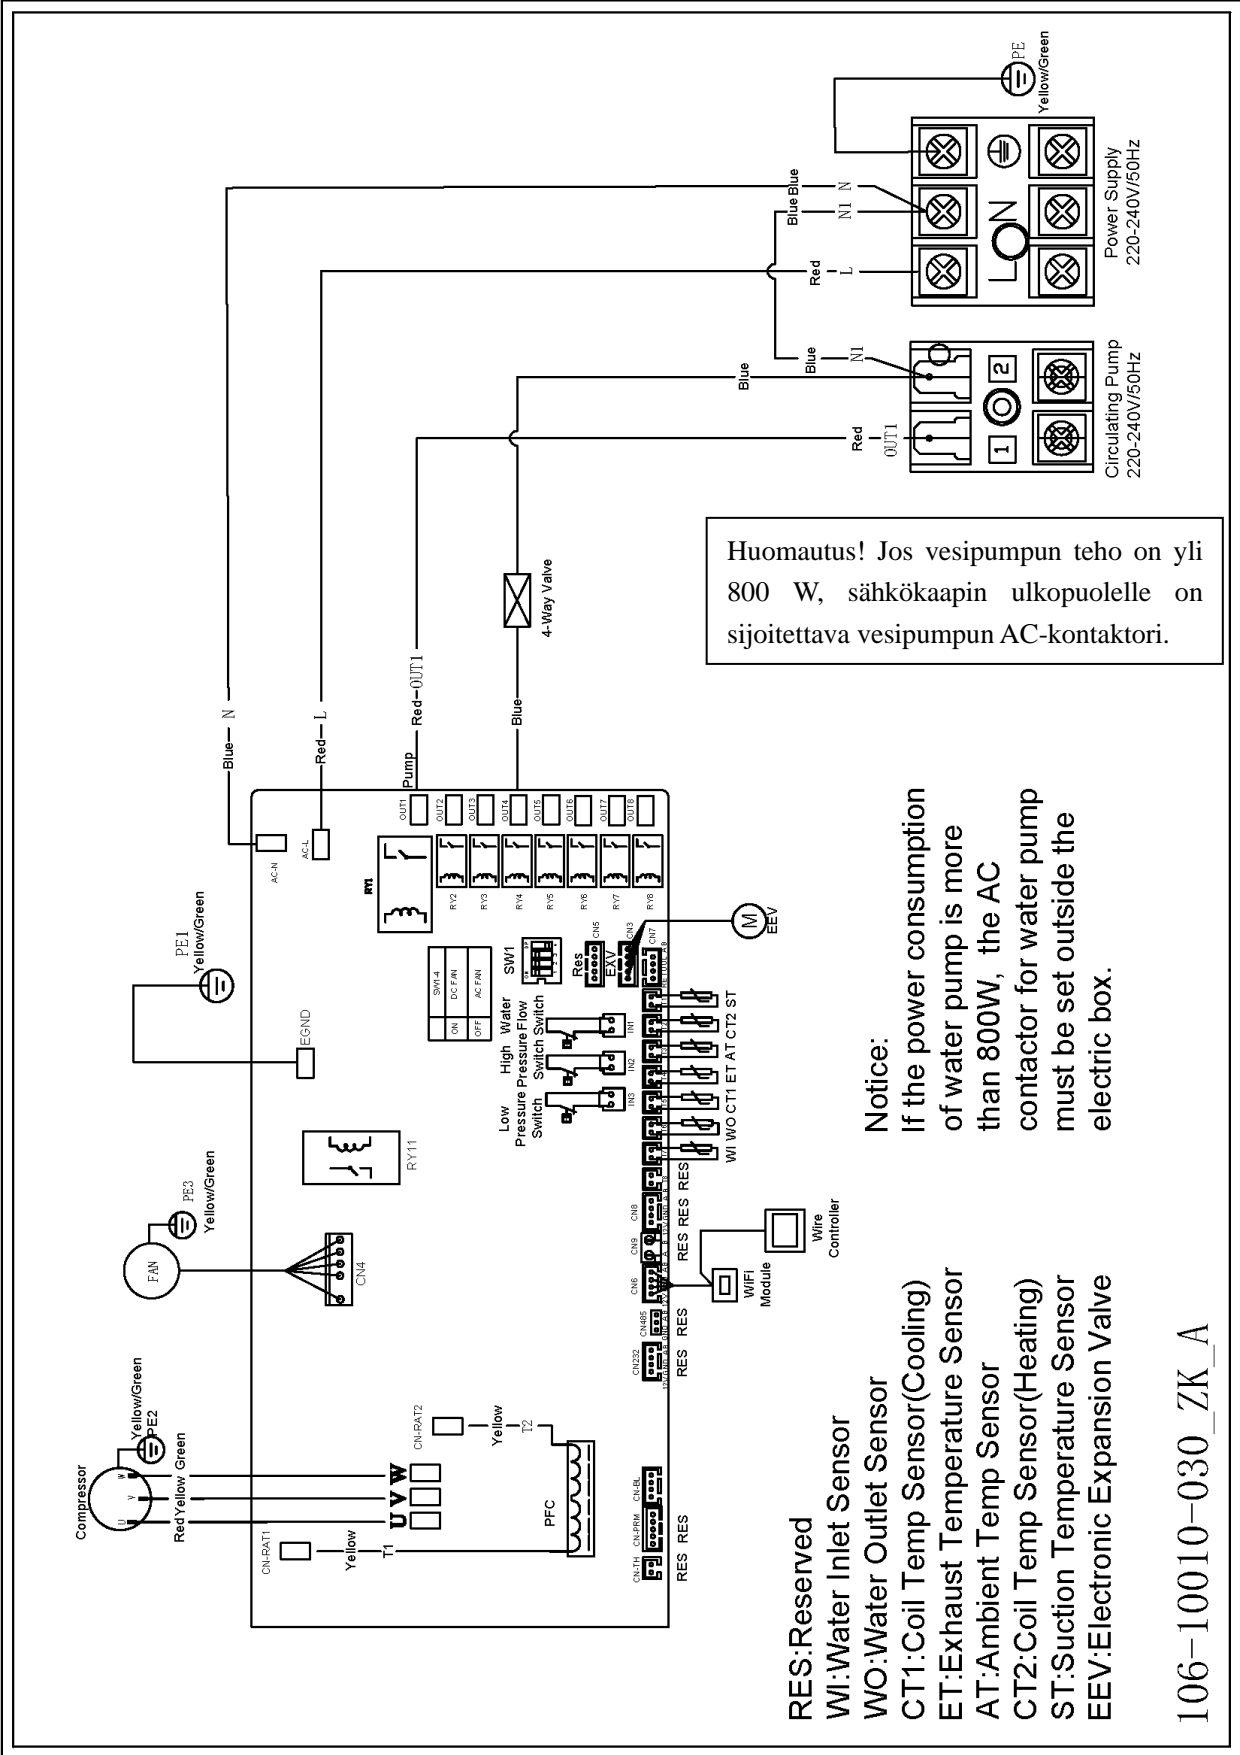 Compressor
U
V
W
Yellow/Green
PE2
Red
Yellow
Green
CN-RAT1
Yellow
T1
U
V
W
CN-RAT2
Yellow
T2
PFC
FAN
PE3
Yellow/Green
CN4
RY11
PE1
Yellow/Green
EGND
Blue
N
AC-N
Red
L
AC-L
Pump
Red
OUT1
Blue
4-Way Valve
RY1
OUT1
OUT2
OUT3
OUT4
OUT5
OUT6
OUT7
OUT8
RY2
RY3
RY4
RY5
RY6
RY7
RY8
SW1-4
ON
DC FAN
OFF
AC FAN
SW1
Res
CN5
EXV
CN3
CN7
M
EEV
Low
Pressure
Switch
High
Pressure
Switch
Water
Flow
Switch
IN3
IN2
IN1
CN-TH
CN-PRM
CN-BL
RES
RES
CN232
RES
CN485
RES
CN6
CN9
CN8
RES
RES
RES
WI WO CT1 ET AT CT2 ST
WiFi
Module
Wire
Controller
Blue
Blue
N
N1
Red
L
PE
Yellow/Green
L
N
Power Supply
220-240V/50Hz
Blue
Blue
N1
Red
OUT1
1
2
Circulating Pump
220-240V/50Hz
Huomautus! Jos vesipumpun teho on yli
800 W, sähkökaapin ulkopuolelle on
sijoitettava vesipumpun AC-kontaktori.
Notice:
If the power consumption
of water pump is more
than 800W, the AC
contactor for water pump
must be set outside the
electric box.
RES:Reserved
WI:Water Inlet Sensor
WO:Water Outlet Sensor
CT1:Coil Temp Sensor(Cooling)
ET:Exhaust Temperature Sensor
AT:Ambient Temp Sensor
CT2:Coil Temp Sensor(Heating)
ST:Suction Temperature Sensor
EEV:Electronic Expansion Valve
106-10010-030_ZK_A